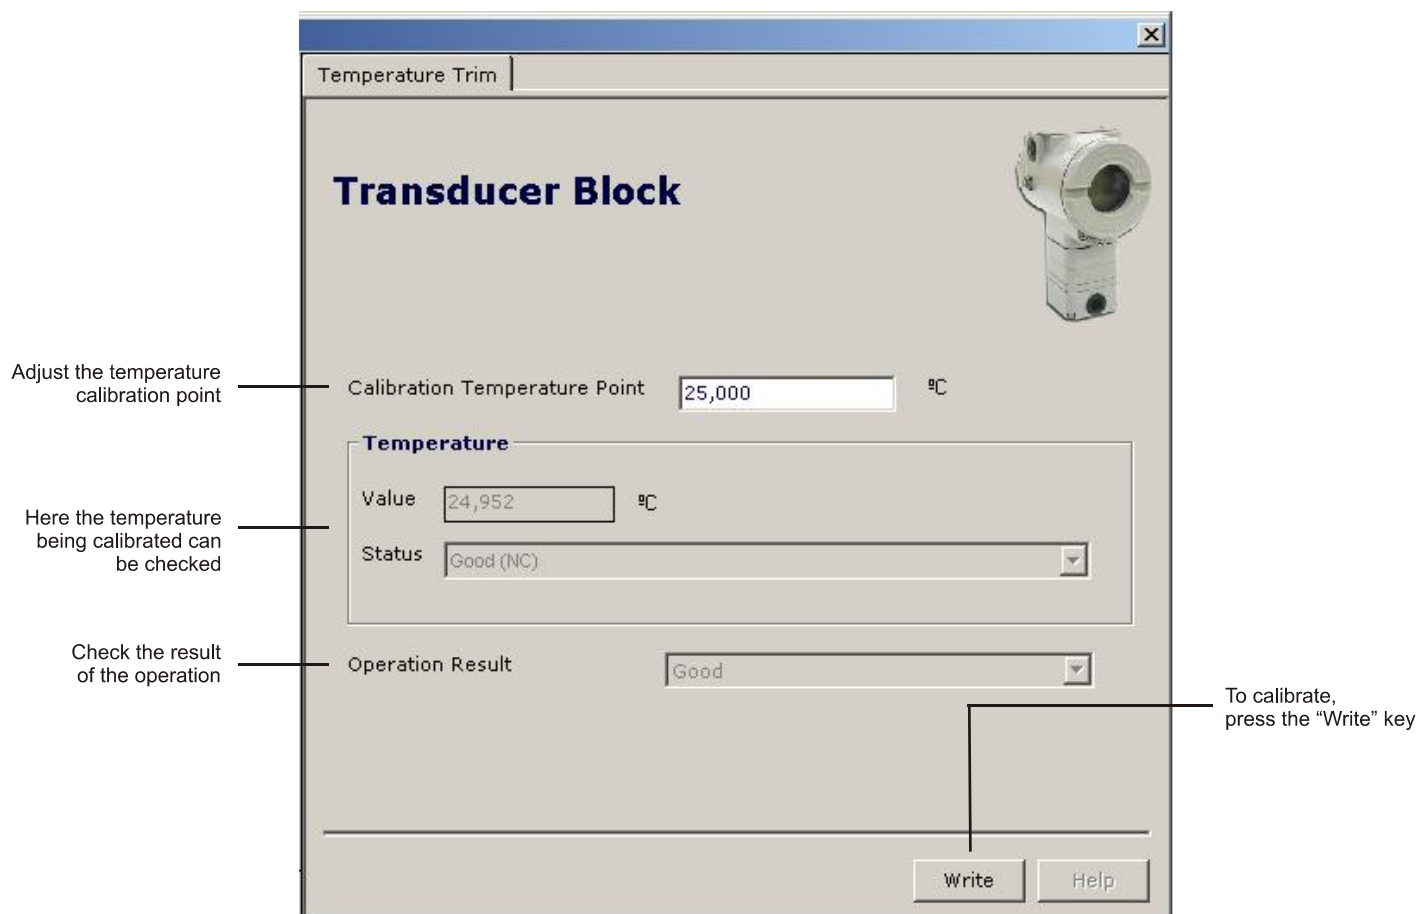 Temperature Trim
Transducer Block
Adjust the temperature
calibration point
Calibration Temperature Point 25,000 ºC
Temperature
Value 24,952 ºC
Here the temperature
being calibrated can
be checked
Status Good (NC)
Check the result
of the operation
Operation Result Good
To calibrate,
press the “Write” key
Write Help